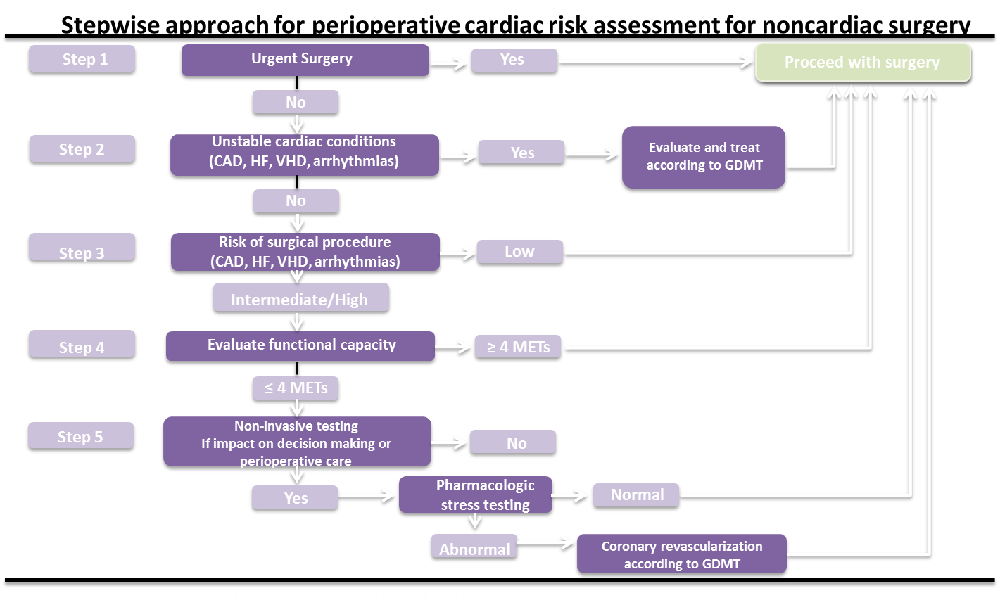 Stepwise approach for perioperative cardiac risk assessment for noncardiac surgery
Step 1
Urgent Surgery
Yes
Proceed with surgery
No
Step 2
Unstable cardiac conditions
(CAD, HF, VHD, arrhythmias)
Yes
Evaluate and treat
according to GDMT
No
Step 3
Risk of surgical procedure
(CAD, HF, VHD, arrhythmias)
Low
Intermediate/High
Step 4
Evaluate functional capacity
≥ 4 METs
≤ 4 METs
Step 5
Non-invasive testing
If impact on decision making or
perioperative care
No
Yes
Pharmacologic
stress testing
Normal
Abnormal
Coronary revascularization
according to GDMT